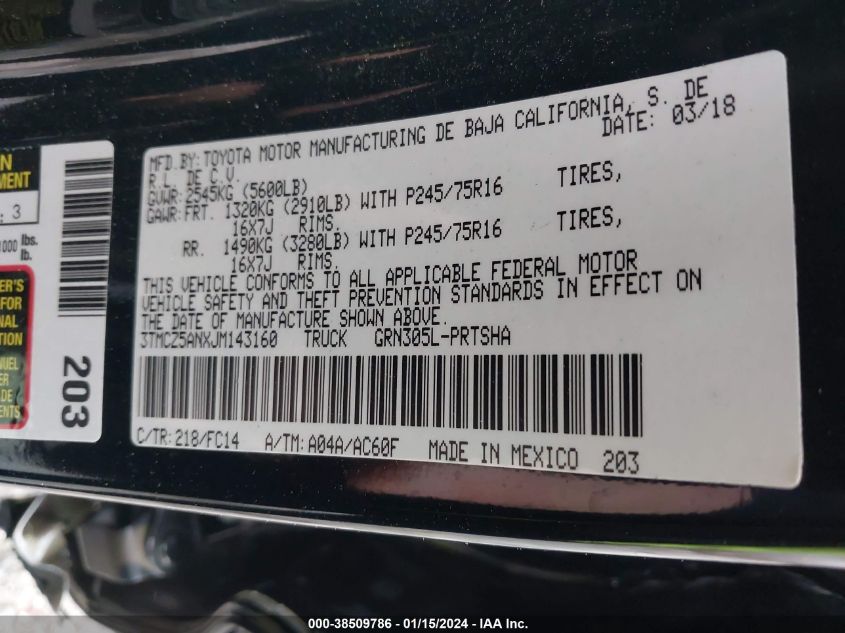 MFD BY: TOYOTA MOTOR MANUFACTURING DE BAJA CALIFORNIA, S. DE
R.L. DE C.V. DATE: 03/18
GVWR: 2545KG (5600LB)
GAWR: FRT. 1320KG (2910LB) WITH P245/75R16 TIRES,
16X7J RIMS.
RR. 1490KG (3280LB) WITH P245/75R16 TIRES,
16X7J RIMS.
THIS VEHICLE CONFORMS TO ALL APPLICABLE FEDERAL MOTOR
VEHICLE SAFETY AND THEFT PREVENTION STANDARDS IN EFFECT ON
THE DATE OF MANUFACTURE SHOWN ABOVE.
3TMCZ5ANXJM143160 TRUCK GRN305L-PRTSHA
C/TR: 218/FC14 A/TM: A04A/AC60F MADE IN MEXICO 203
203
lbs.
lb.
000-38509786 - 01/15/2024 - IAA Inc.